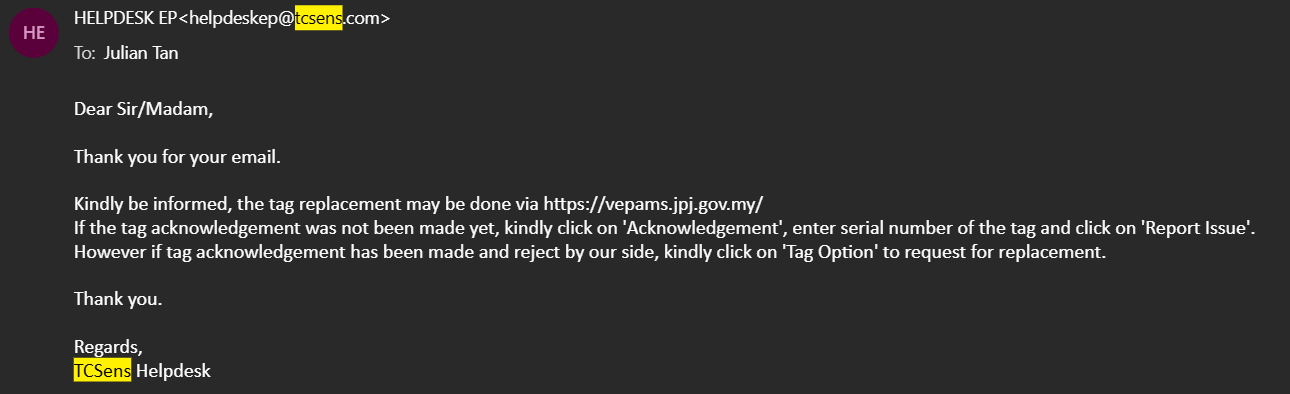 HE
HELPDESK EP<helpdeskep@tcsens.com>
To: Julian Tan
Dear Sir/Madam,
Thank you for your email.
Kindly be informed, the tag replacement may be done via https://vepams.jpj.gov.my/
If the tag acknowledgement was not been made yet, kindly click on 'Acknowledgement', enter serial number of the tag and click on 'Report Issue'.
However if tag acknowledgement has been made and reject by our side, kindly click on 'Tag Option' to request for replacement.
Thank you.
Regards,
TCSens Helpdesk